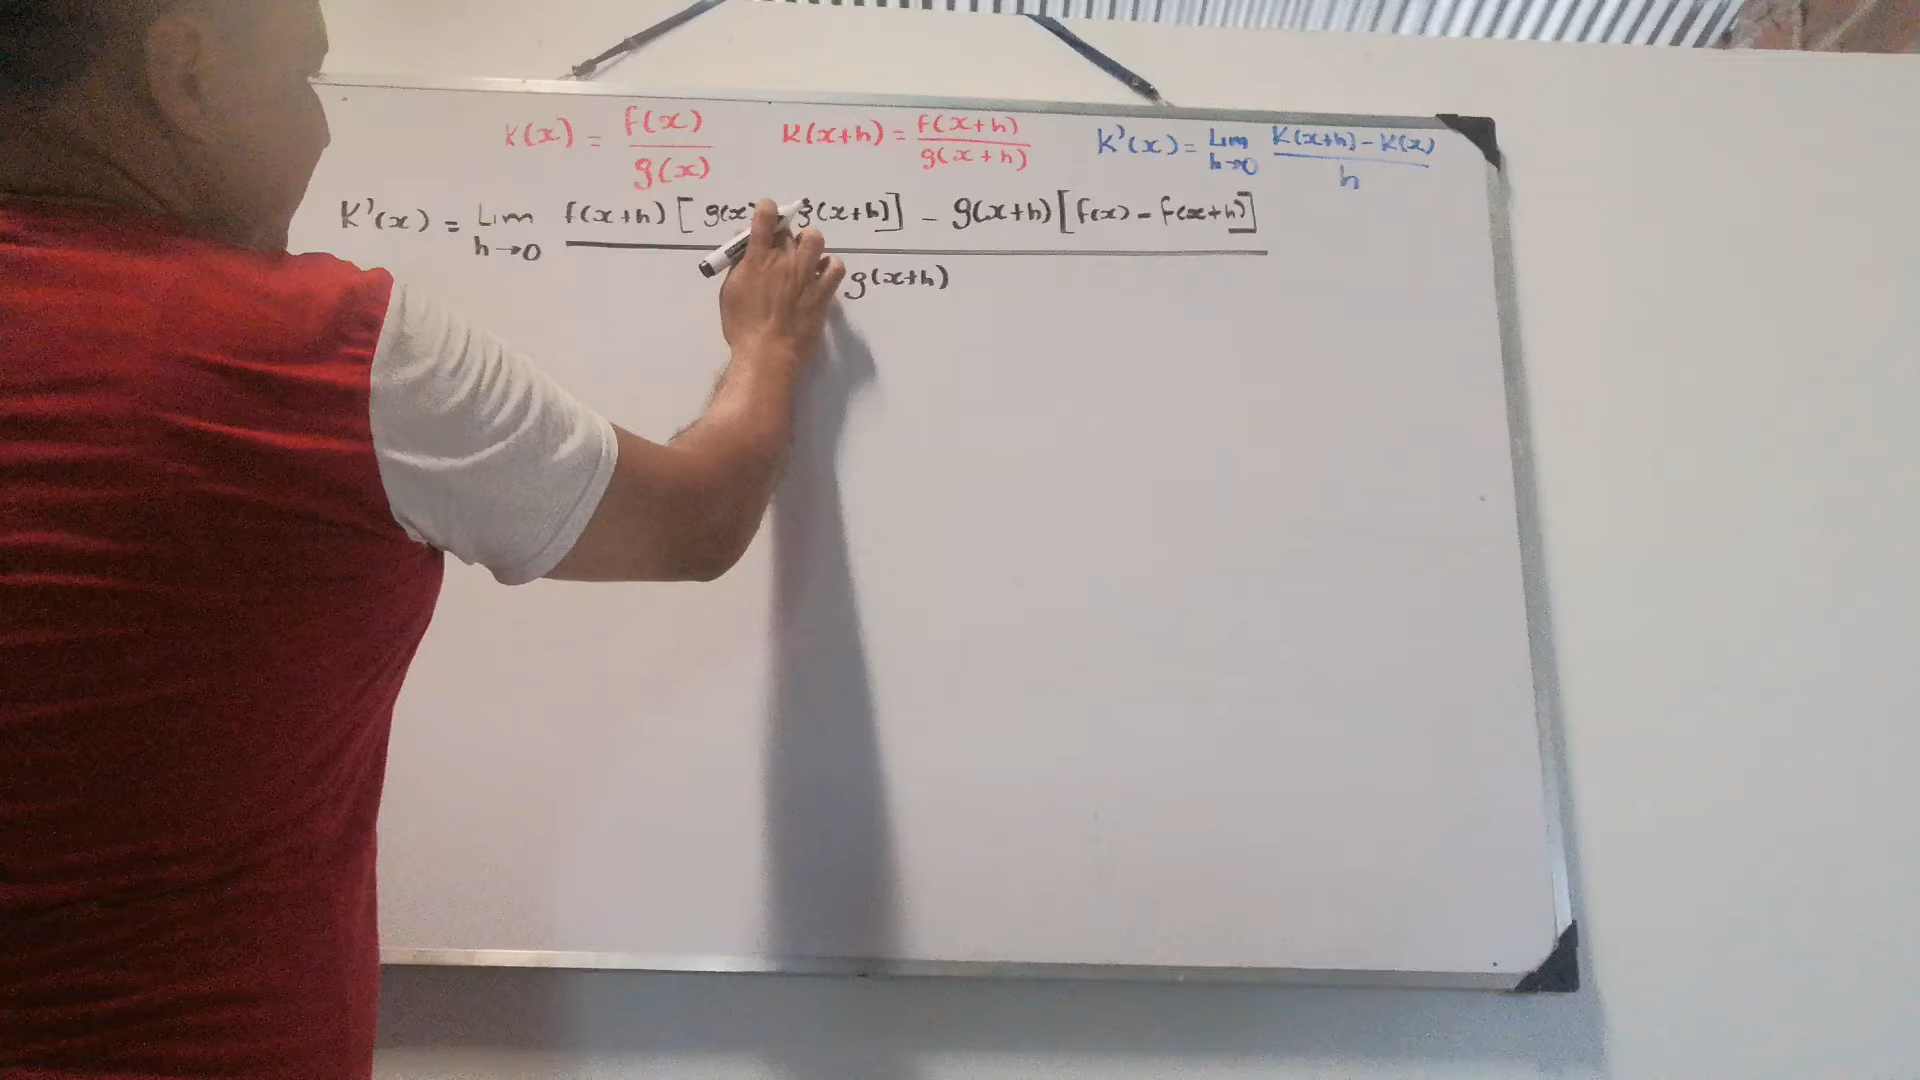 K(x) = f(x)/g(x) K(x+h) = f(x+h)/g(x+h) K'(x) = Lim h→0 K(x+h) - K(x)/h
K'(x) = Lim h→0 f(x+h) [g(x) g(x+h)] - g(x+h) [f(x) - f(x+h)]
g(x+h)